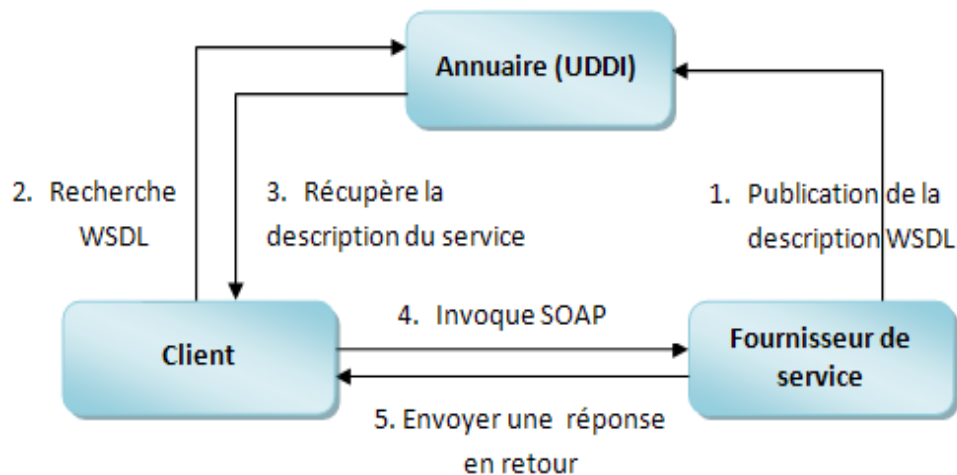 Annuaire (UDDI)
2. Recherche
WSDL
3. Récupère la
description du service
1. Publication de la
description WSDL
Client
4. Invoque SOAP
Fournisseur de
service
5. Envoyer une réponse
en retour